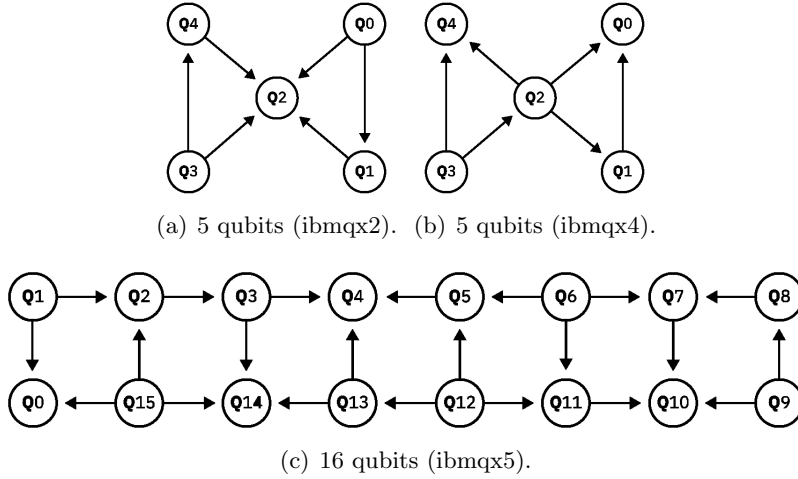 Q4 Q0 Q4 Q0
Q2 Q2
Q3 Q1 Q3 Q1
(a) 5 qubits (ibmqx2). (b) 5 qubits (ibmqx4).
Q1 Q2 Q3 Q4 Q5 Q6 Q7 Q8
Q0 Q15 Q14 Q13 Q12 Q11 Q10 Q9
(c) 16 qubits (ibmqx5).